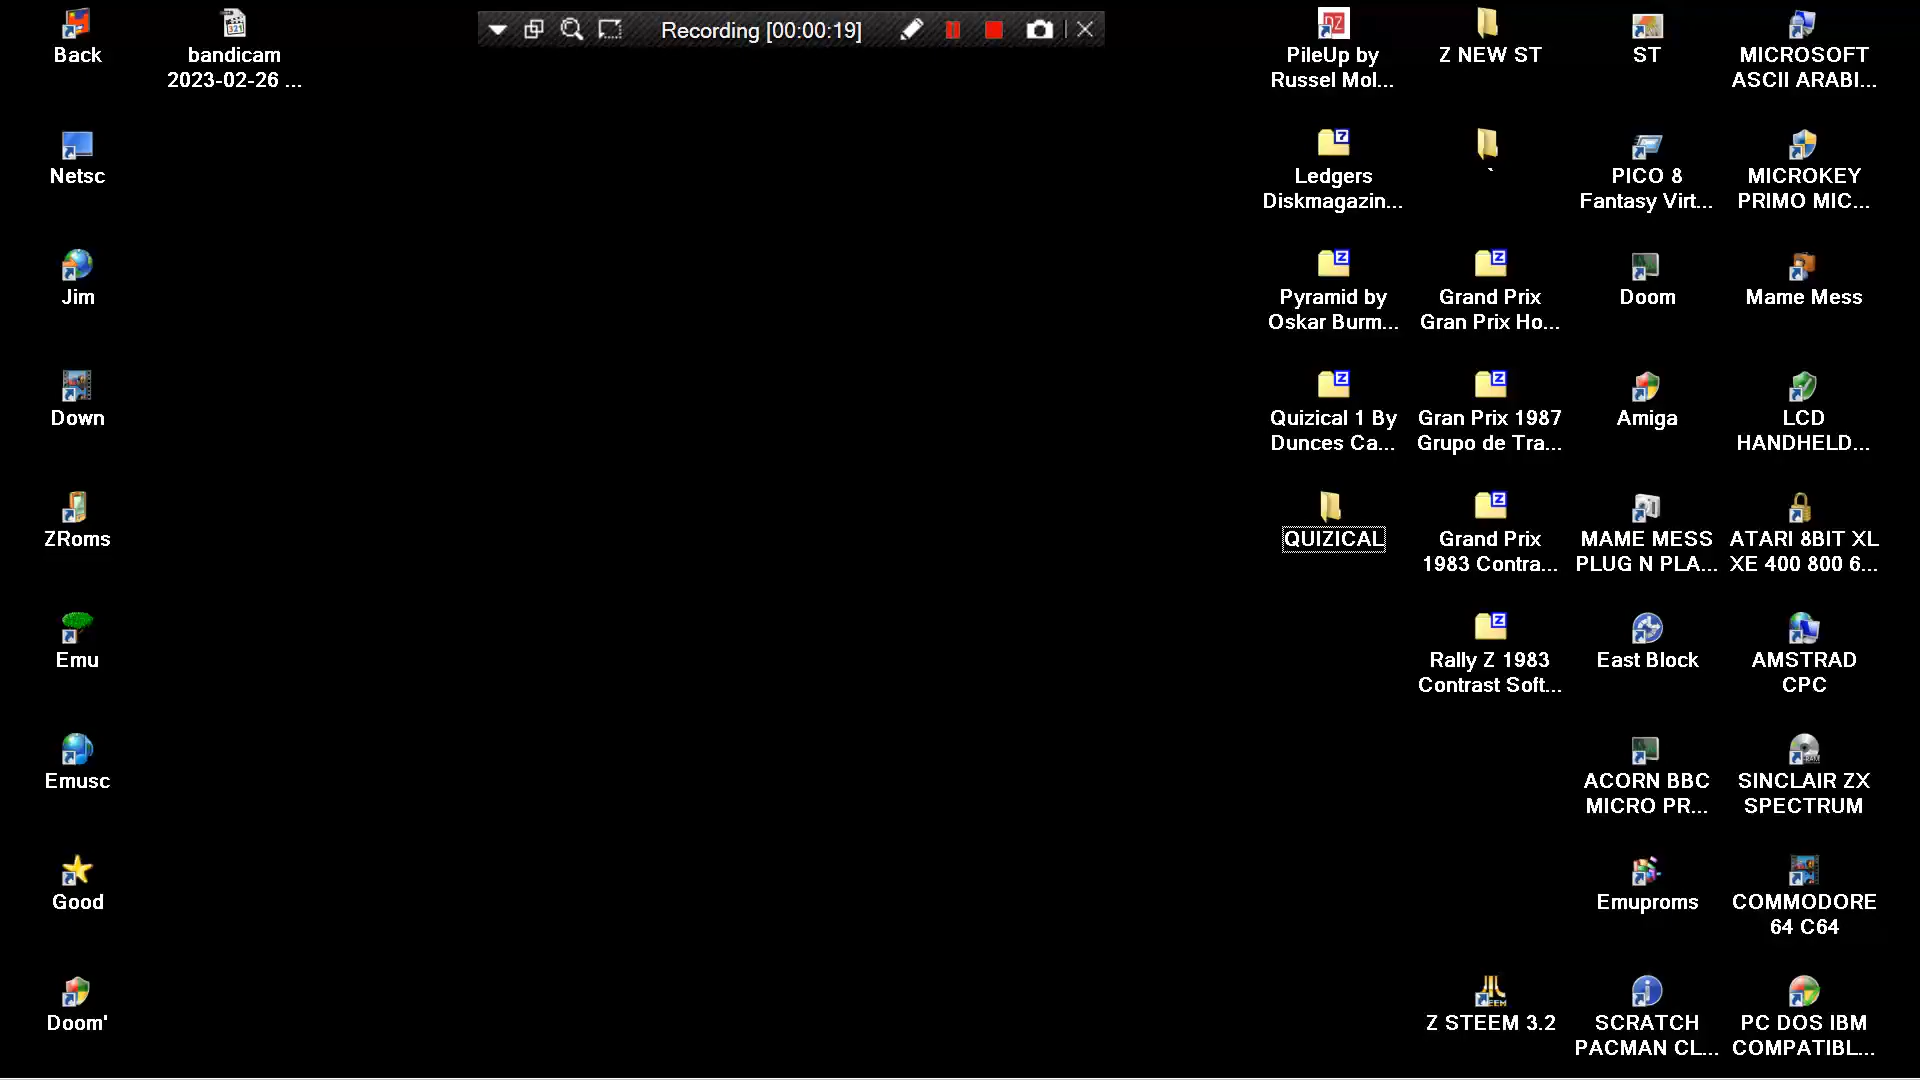 Back
bandicam
2023-02-26 ...
Recording [00:00:19]
PileUp by
Russel Mol...
Z NEW ST
ST
MICROSOFT
ASCII ARABI...
Netsc
Ledgers
Diskmagazin...
`
PICO 8
Fantasy Virt...
MICROKEY
PRIMO MIC...
Jim
Pyramid by
Oskar Burm...
Grand Prix
Gran Prix Ho...
Doom
Mame Mess
Down
Quizical 1 By
Dunces Ca...
Gran Prix 1987
Grupo de Tra...
Amiga
LCD
HANDHELD...
ZRoms
QUIZICAL
Grand Prix
1983 Contra...
MAME MESS
PLUG N PLA...
ATARI 8BIT XL
XE 400 800 6...
Emu
Rally Z 1983
Contrast Soft...
East Block
AMSTRAD
CPC
Emusc
ACORN BBC
MICRO PR...
SINCLAIR ZX
SPECTRUM
Good
Emuproms
COMMODORE
64 C64
Doom'
Z STEEM 3.2
SCRATCH
PACMAN CL...
PC DOS IBM
COMPATIBL...